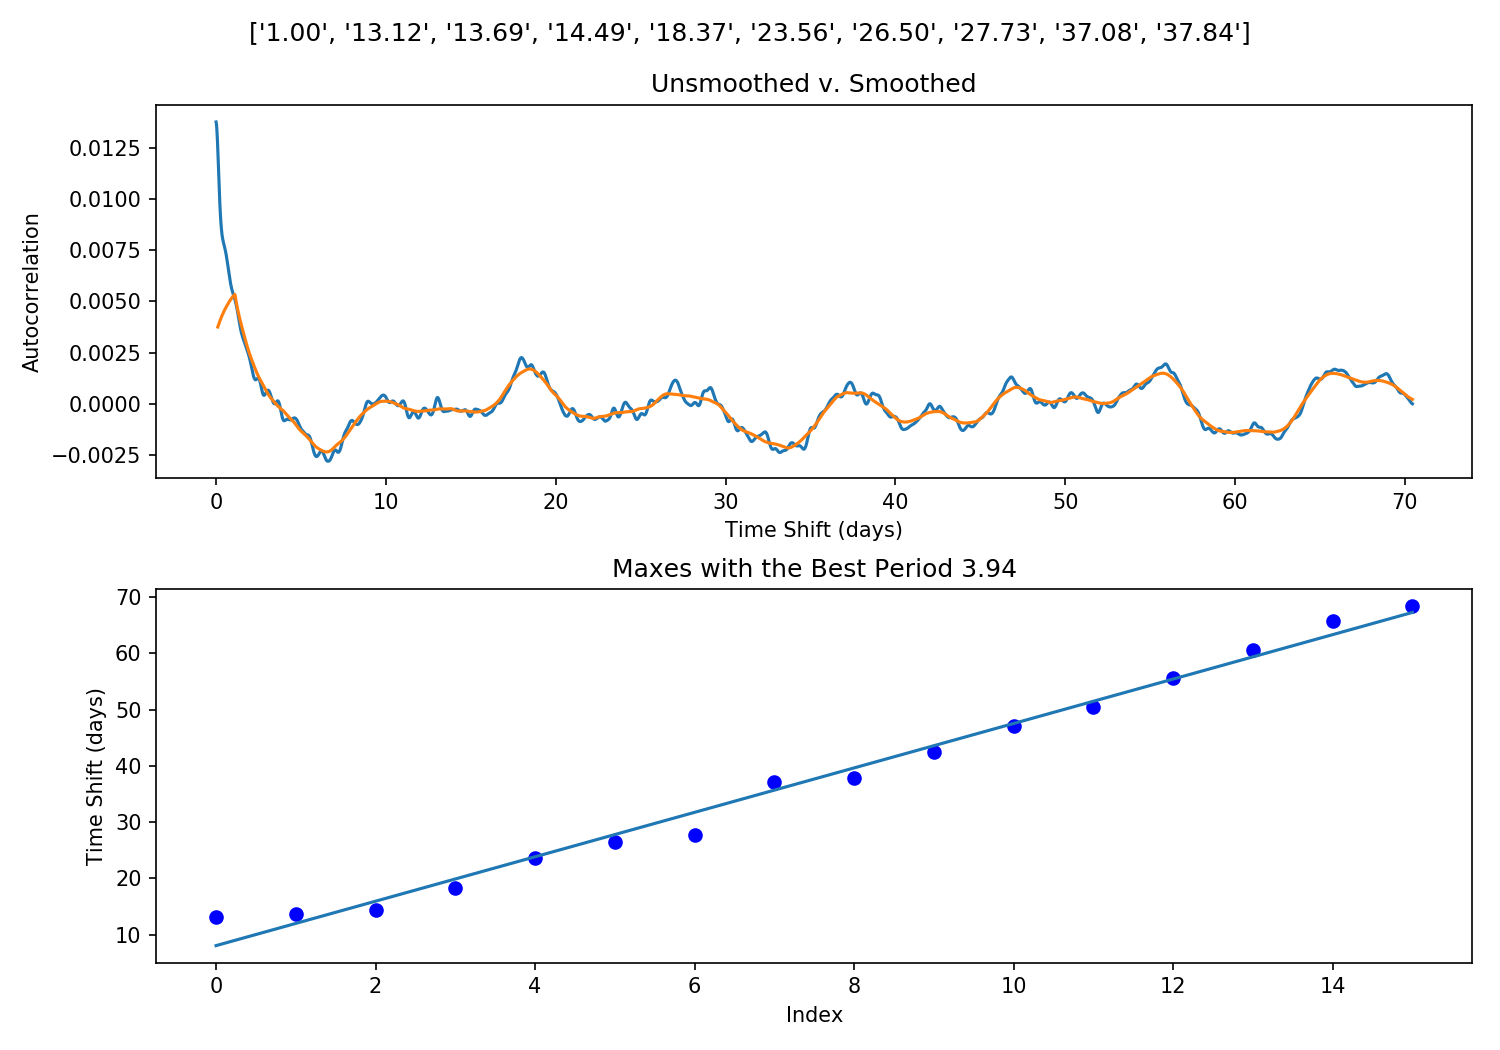 ['1.00', '13.12', '13.69', '14.49', '18.37', '23.56', '26.50', '27.73', '37.08', '37.84']
Unsmoothed v. Smoothed
Autocorrelation
0.0125
0.0100
0.0075
0.0050
0.0025
0.0000
−0.0025
0 10 20 30 40 50 60 70
Time Shift (days)
Maxes with the Best Period 3.94
Time Shift (days)
70
60
50
40
30
20
10
0 2 4 6 8 10 12 14
Index